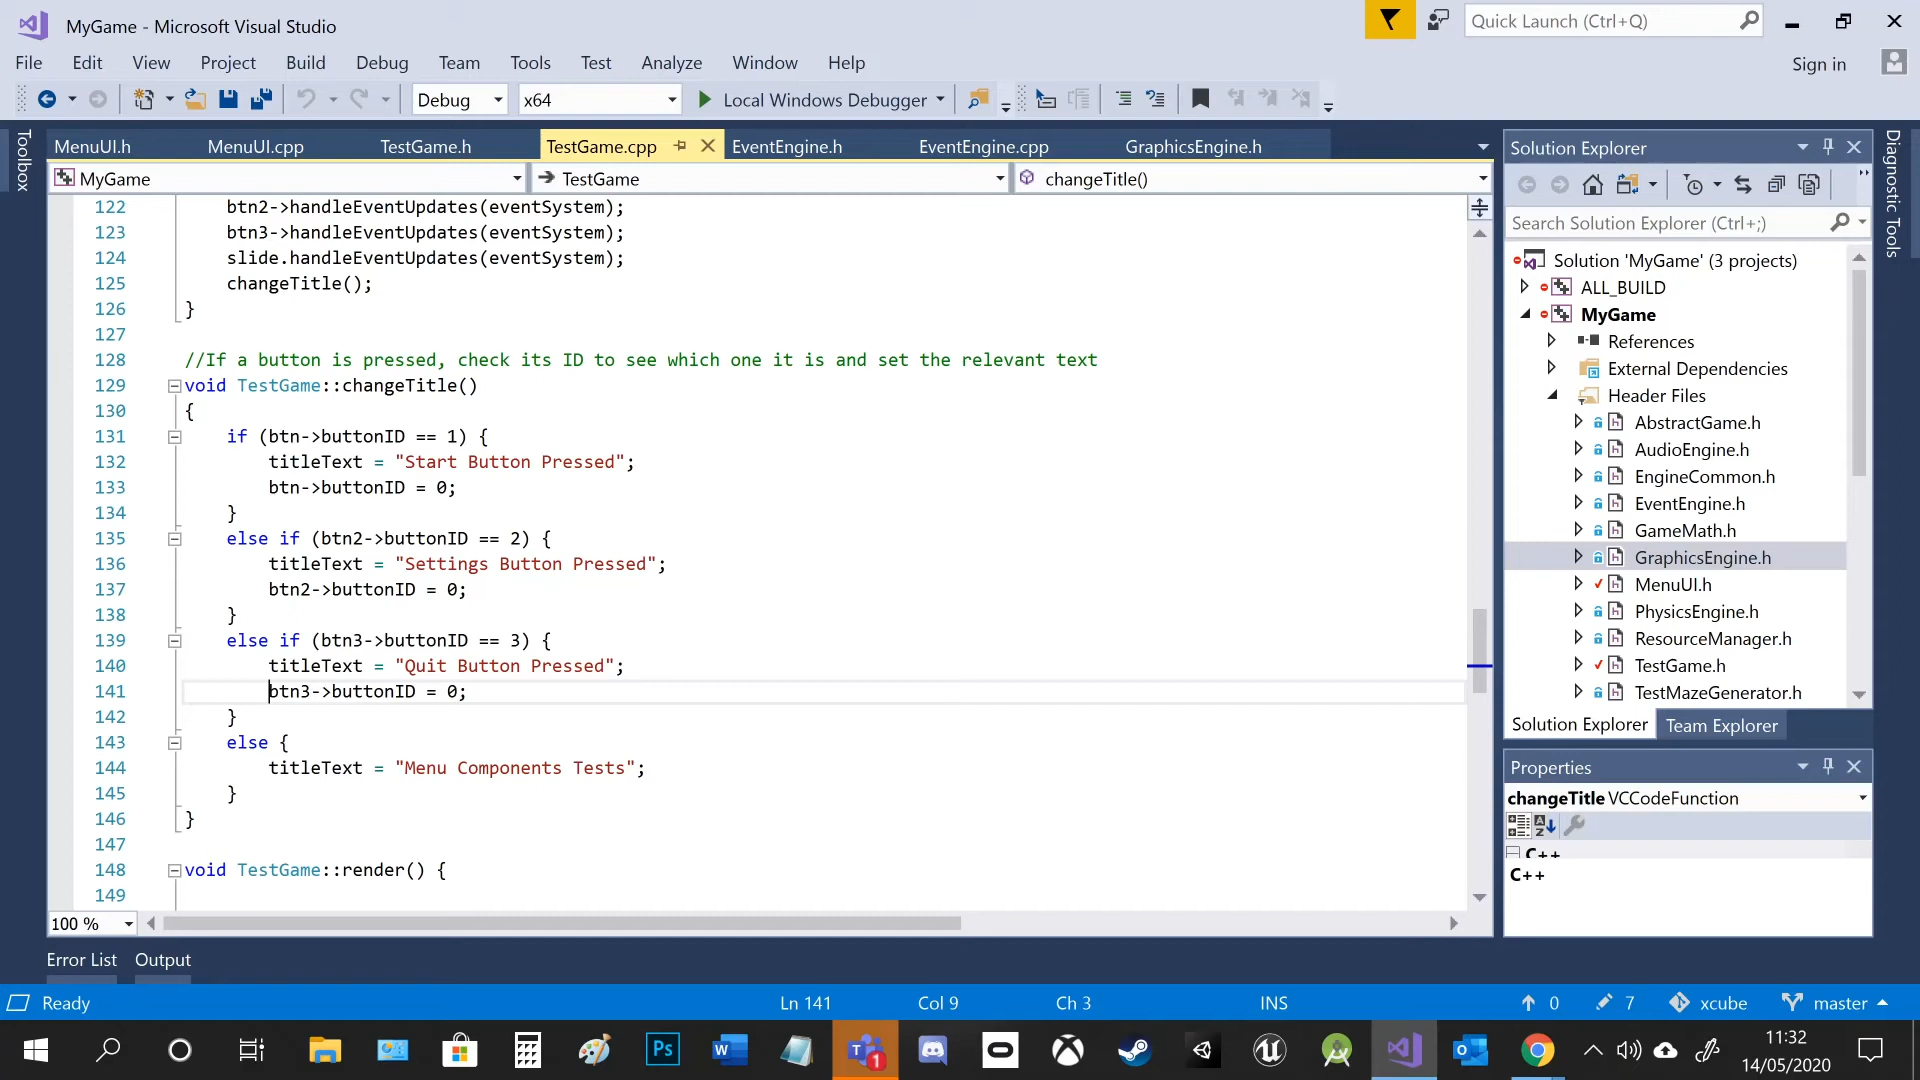 MyGame - Microsoft Visual Studio
Quick Launch (Ctrl+Q)
File Edit View Project Build Debug Team Tools Test Analyze Window Help
Sign in
Debug x64 Local Windows Debugger
Toolbox
MenuUI.h MenuUI.cpp TestGame.h TestGame.cpp EventEngine.h EventEngine.cpp GraphicsEngine.h
MyGame TestGame changeTitle()
122 btn2->handleEventUpdates(eventSystem);
123 btn3->handleEventUpdates(eventSystem);
124 slide.handleEventUpdates(eventSystem);
125 changeTitle();
126 }
127
128 //If a button is pressed, check its ID to see which one it is and set the relevant text
129 void TestGame::changeTitle()
130 {
131 if (btn->buttonID == 1) {
132 titleText = "Start Button Pressed";
133 btn->buttonID = 0;
134 }
135 else if (btn2->buttonID == 2) {
136 titleText = "Settings Button Pressed";
137 btn2->buttonID = 0;
138 }
139 else if (btn3->buttonID == 3) {
140 titleText = "Quit Button Pressed";
141 btn3->buttonID = 0;
142 }
143 else {
144 titleText = "Menu Components Tests";
145 }
146 }
147
148 void TestGame::render() {
149
100 %
Solution Explorer
Search Solution Explorer (Ctrl+;)
Solution 'MyGame' (3 projects)
ALL_BUILD
MyGame
References
External Dependencies
Header Files
AbstractGame.h
AudioEngine.h
EngineCommon.h
EventEngine.h
GameMath.h
GraphicsEngine.h
MenuUI.h
PhysicsEngine.h
ResourceManager.h
TestGame.h
TestMazeGenerator.h
Solution Explorer Team Explorer
Properties
changeTitle VCCodeFunction
C++
C++
Diagnostic Tools
Error List Output
Ready Ln 141 Col 9 Ch 3 INS 0 7 xcube master
Ps
1
11:32
14/05/2020